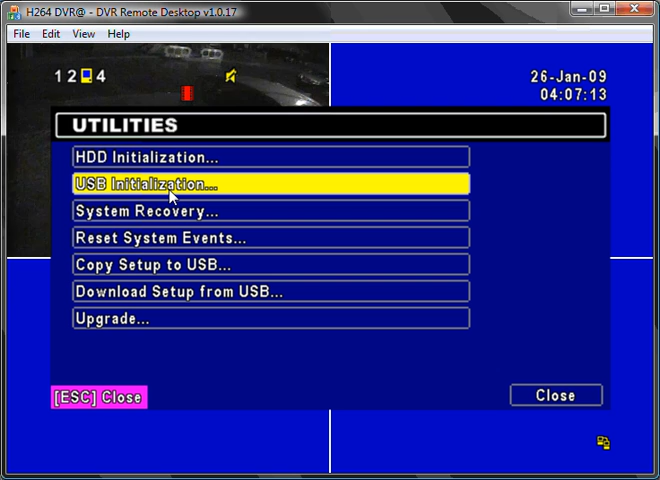 H264 DVR@ - DVR Remote Desktop v1.0.17
File Edit View Help
1 2 4
26-Jan-09
04:07:13
UTILITIES
HDD Initialization...
USB Initialization...
System Recovery...
Reset System Events...
Copy Setup to USB...
Download Setup from USB...
Upgrade...
[ESC] Close
Close